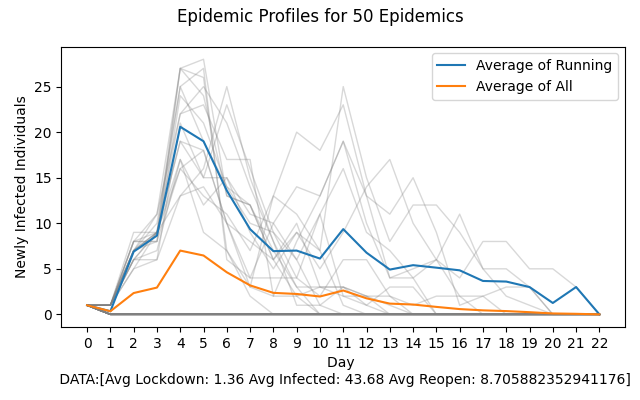 Epidemic Profiles for 50 Epidemics
Average of Running
Average of All
Newly Infected Individuals
25
20
15
10
5
0
0 1 2 3 4 5 6 7 8 9 10 11 12 13 14 15 16 17 18 19 20 21 22
Day
DATA:[Avg Lockdown: 1.36 Avg Infected: 43.68 Avg Reopen: 8.705882352941176]